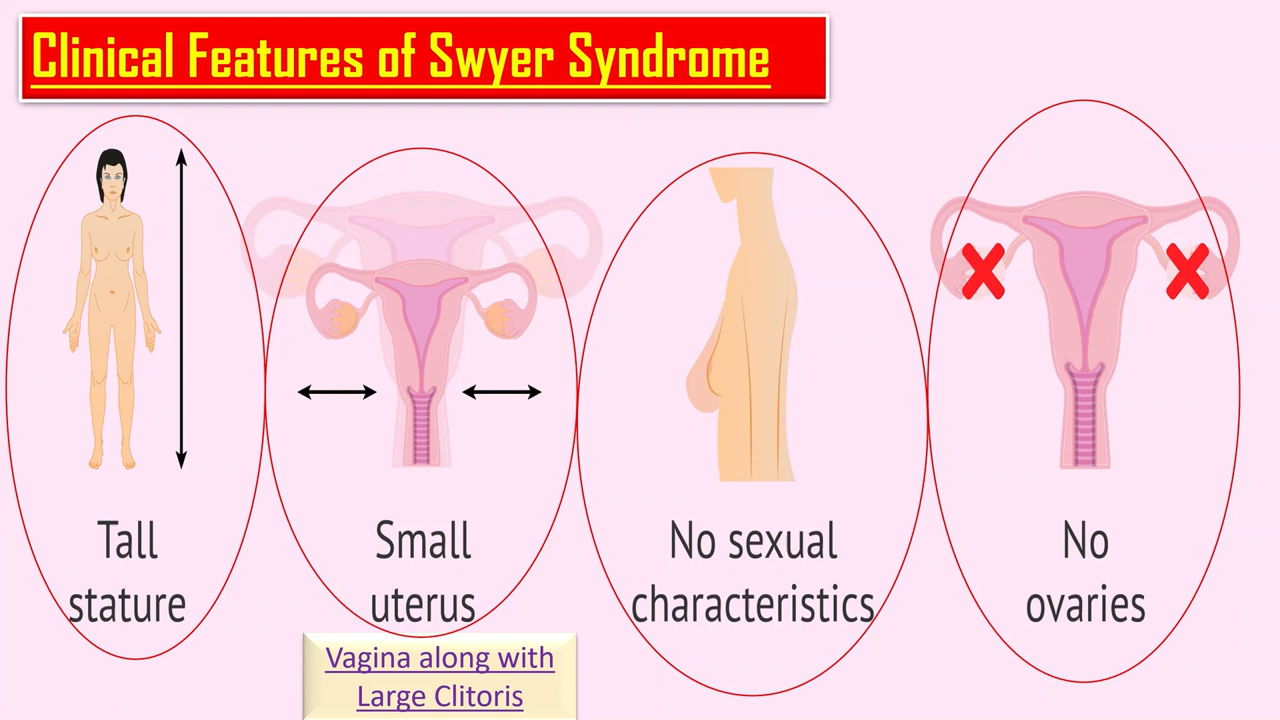 Clinical Features of Swyer Syndrome
Tall
stature
Small
uterus
Vagina along with
Large Clitoris
No sexual
characteristics
No
ovaries